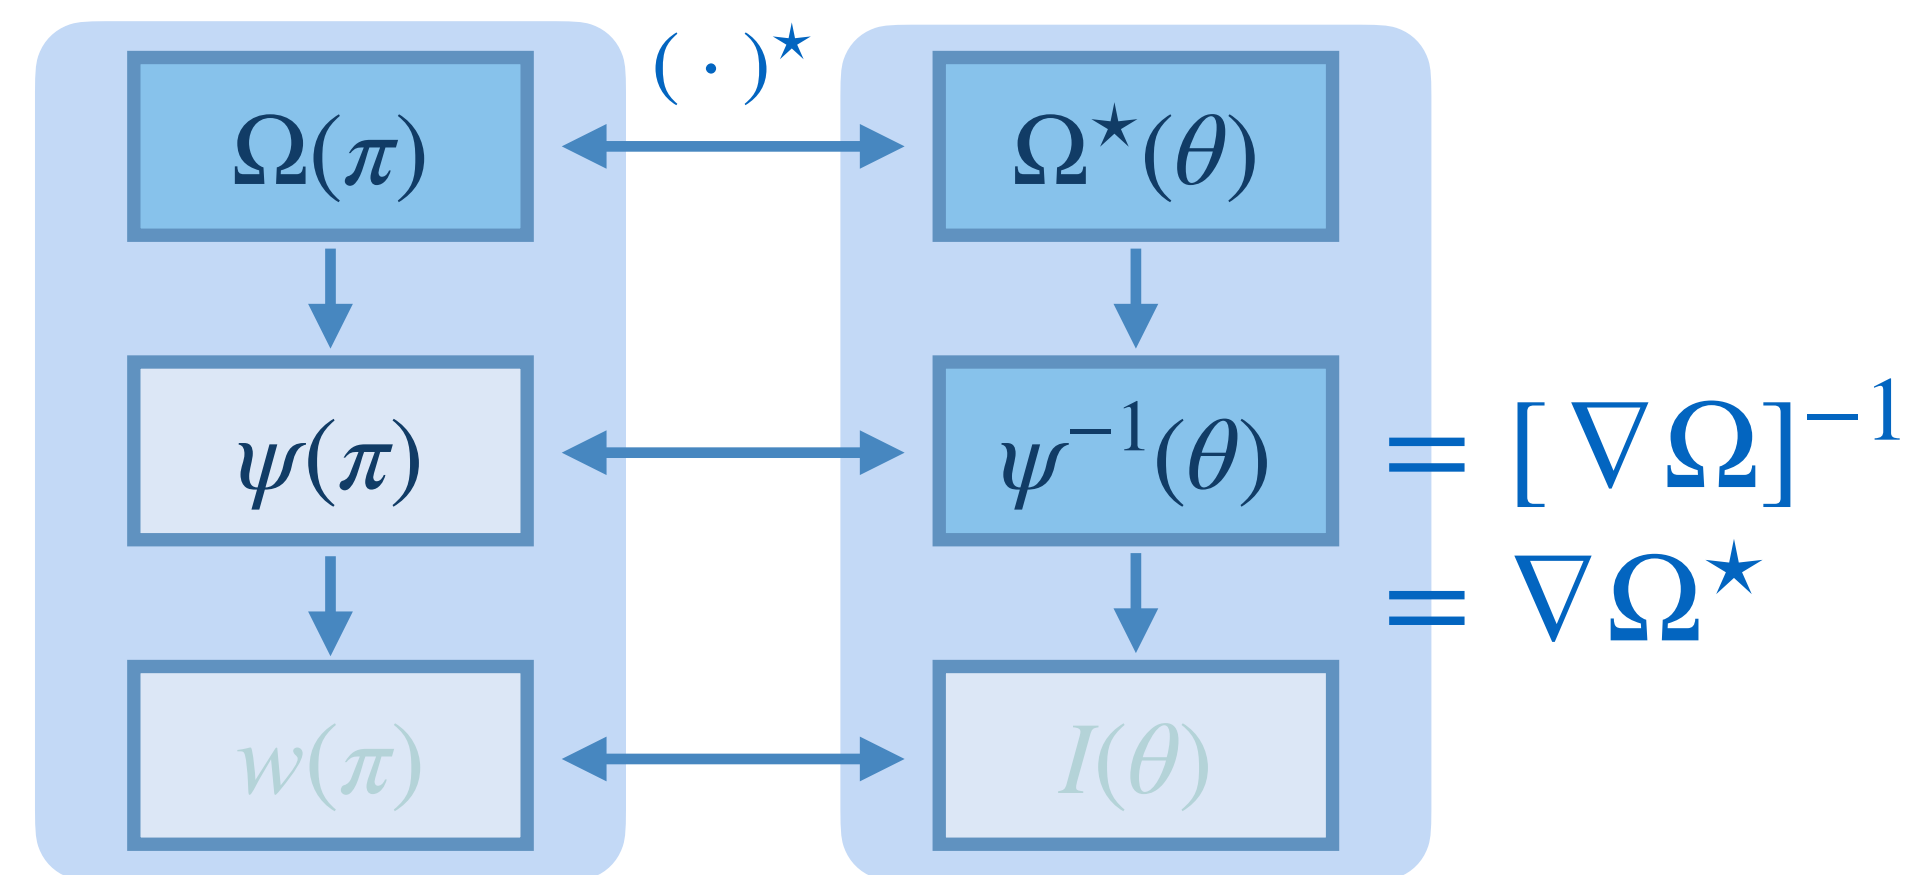 ( · )★
Ω(π)
Ω★(θ)
ψ(π)
ψ⁻¹(θ)
= [∇Ω]⁻¹
= ∇Ω★
w(π)
I(θ)